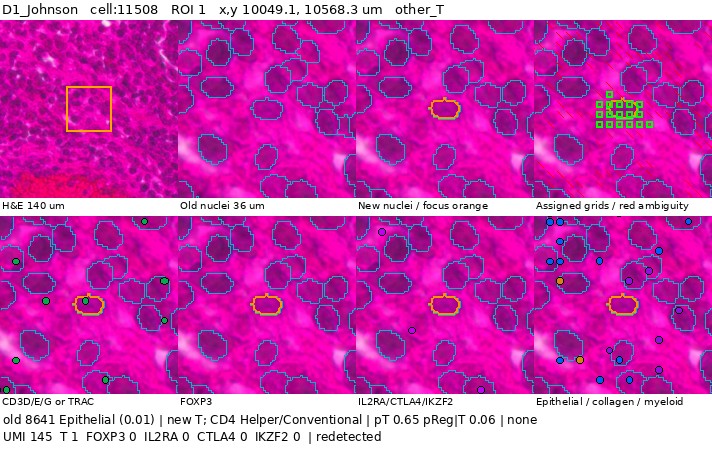 D1_Johnson cell:11508 ROI 1 x,y 10049.1, 10568.3 um other_T
H&E 140 um
Old nuclei 36 um
New nuclei / focus orange
Assigned grids / red ambiguity
CD3D/E/G or TRAC
FOXP3
IL2RA/CTLA4/IKZF2
Epithelial / collagen / myeloid
old 8641 Epithelial (0.01) | new T; CD4 Helper/Conventional | pT 0.65 pReg|T 0.06 | none
UMI 145 T 1 FOXP3 0 IL2RA 0 CTLA4 0 IKZF2 0 | redetected